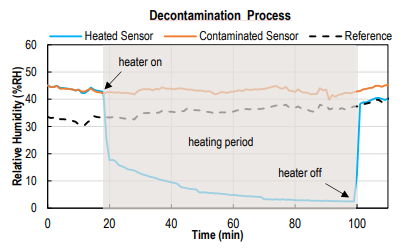 Decontamination Process
Heated Sensor Contaminated Sensor Reference
60
50
40
30
20
10
0
Relative Humidity (%RH)
heater on
heating period
heater off
0 20 40 60 80 100
Time (min)